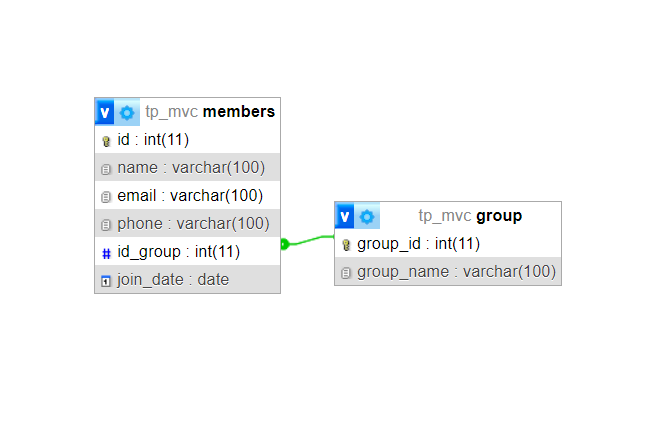 v tp_mvc members
id : int(11)
name : varchar(100)
email : varchar(100)
phone : varchar(100)
# id_group : int(11)
1 join_date : date
v tp_mvc group
group_id : int(11)
group_name : varchar(100)